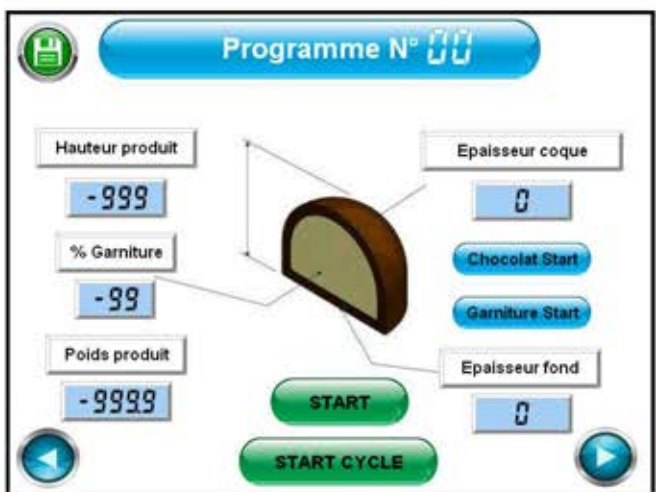 Programme N° 00
Hauteur produit
-999
% Garniture
-99
Poids produit
-999.9
Epaisseur coque
0
Chocolat Start
Garniture Start
Epaisseur fond
0
START
START CYCLE